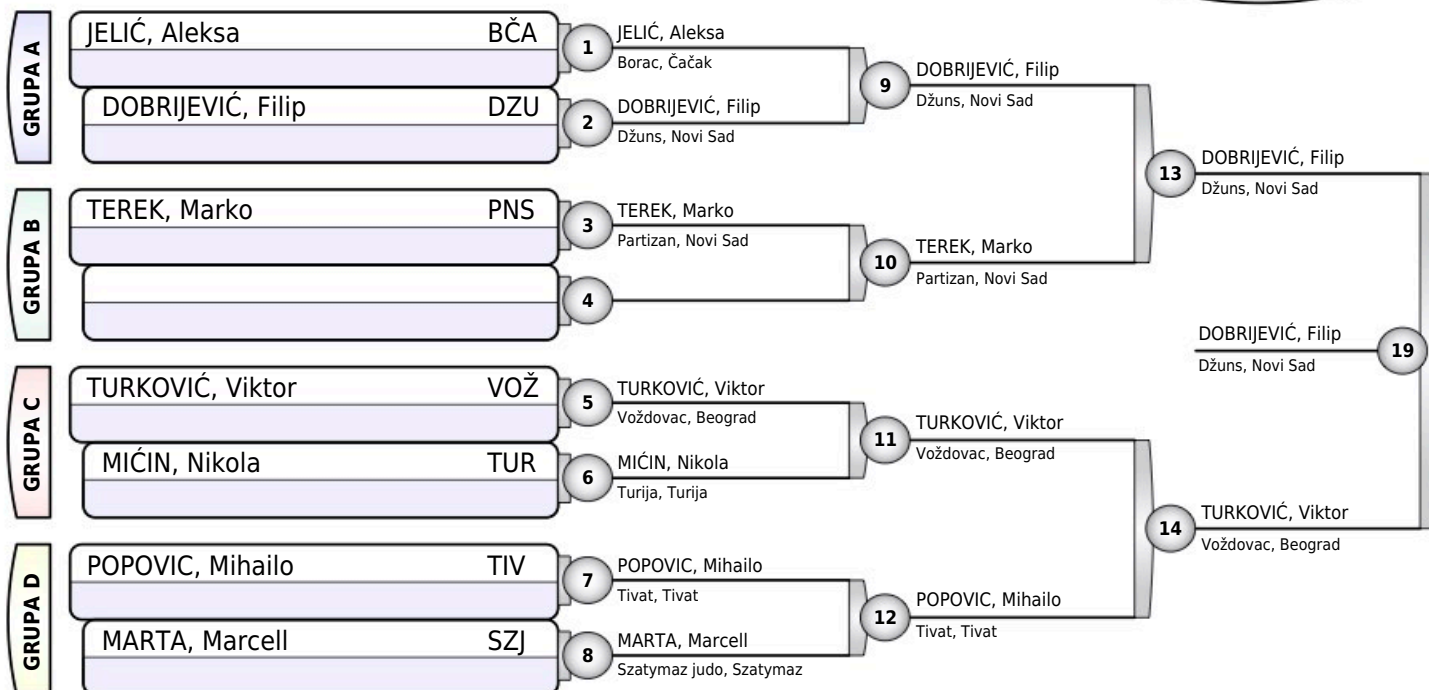 GRUPA A
JELIĆ, Aleksa BČA
DOBRIJEVIĆ, Filip DZU
GRUPA B
TEREK, Marko PNS
GRUPA C
TURKOVIĆ, Viktor VOŽ
MIĆIN, Nikola TUR
GRUPA D
POPOVIC, Mihailo TIV
MARTA, Marcell SZJ
1
JELIĆ, Aleksa
Borac, Čačak
2
DOBRIJEVIĆ, Filip
Džuns, Novi Sad
3
TEREK, Marko
Partizan, Novi Sad
4
5
TURKOVIĆ, Viktor
Voždovac, Beograd
6
MIĆIN, Nikola
Turija, Turija
7
POPOVIC, Mihailo
Tivat, Tivat
8
MARTA, Marcell
Szatymaz judo, Szatymaz
9
DOBRIJEVIĆ, Filip
Džuns, Novi Sad
10
TEREK, Marko
Partizan, Novi Sad
11
TURKOVIĆ, Viktor
Voždovac, Beograd
12
POPOVIC, Mihailo
Tivat, Tivat
13
DOBRIJEVIĆ, Filip
Džuns, Novi Sad
14
TURKOVIĆ, Viktor
Voždovac, Beograd
DOBRIJEVIĆ, Filip
Džuns, Novi Sad
19